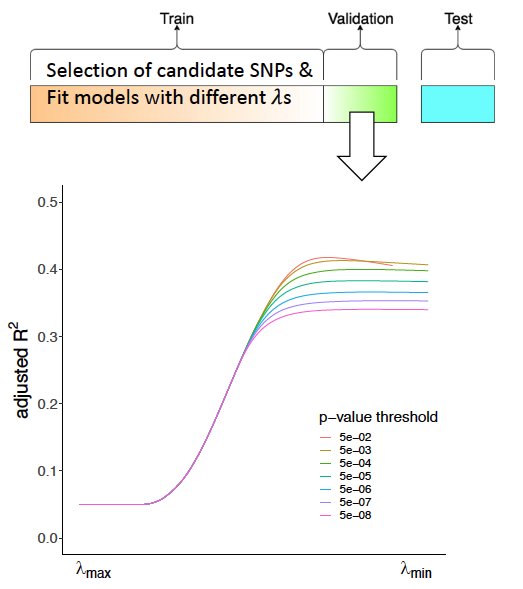 Train
Validation
Test
Selection of candidate SNPs &
Fit models with different λs
adjusted R²
0.5
0.4
0.3
0.2
0.1
0.0
p−value threshold
5e−02
5e−03
5e−04
5e−05
5e−06
5e−07
5e−08
λmax
λmin